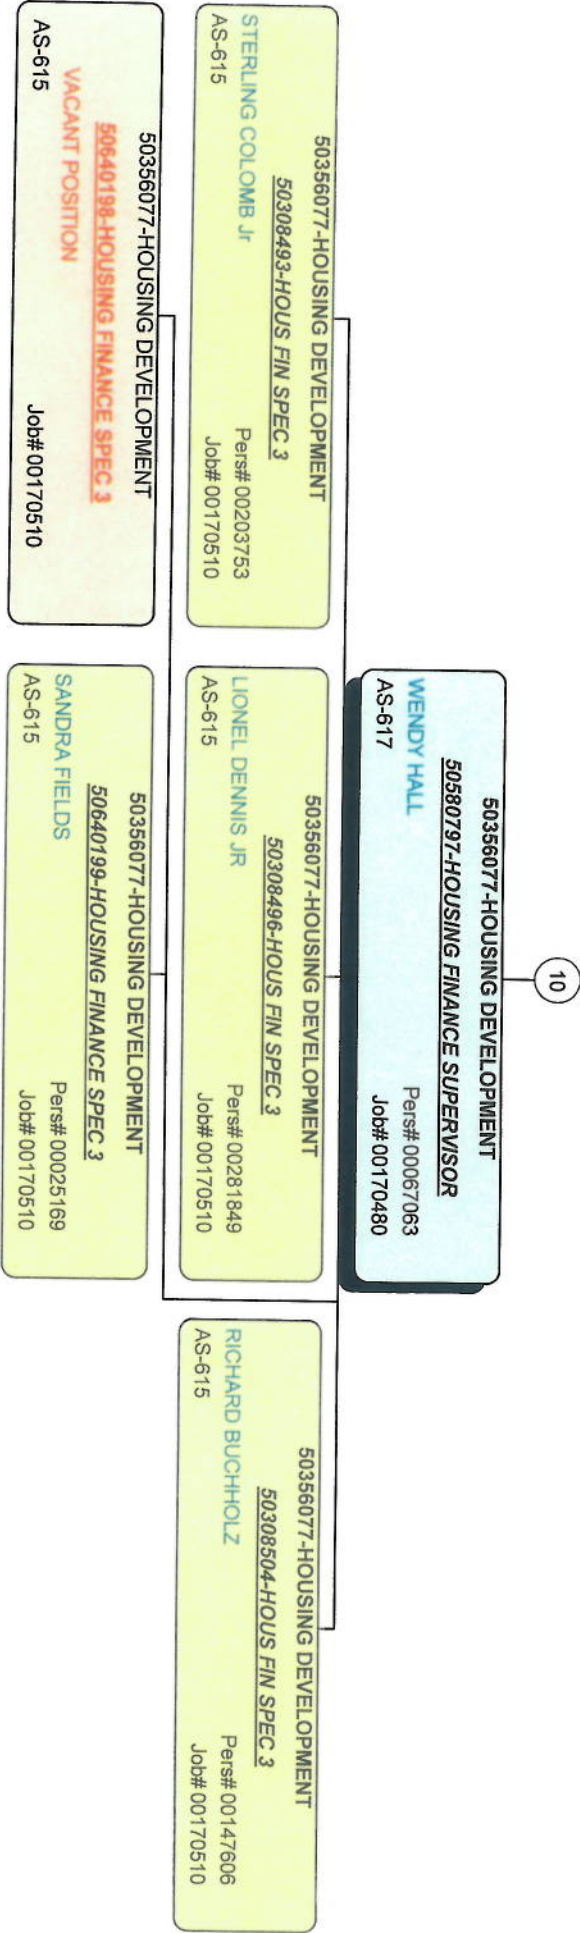 10
50356077-HOUSING DEVELOPMENT
50580797-HOUSING FINANCE SUPERVISOR
WENDY HALL Pers# 00067063
AS-617 Job# 00170480
50356077-HOUSING DEVELOPMENT
50308493-HOUS FIN SPEC 3
STERLING COLOMB Jr Pers# 00203753
AS-615 Job# 00170510
50356077-HOUSING DEVELOPMENT
50308496-HOUS FIN SPEC 3
LIONEL DENNIS JR Pers# 00281849
AS-615 Job# 00170510
50356077-HOUSING DEVELOPMENT
50308504-HOUS FIN SPEC 3
RICHARD BUCHHOLZ Pers# 00147606
AS-615 Job# 00170510
50356077-HOUSING DEVELOPMENT
50640198-HOUSING FINANCE SPEC 3
VACANT POSITION
AS-615 Job# 00170510
50356077-HOUSING DEVELOPMENT
50640199-HOUSING FINANCE SPEC 3
SANDRA FIELDS Pers# 00025169
AS-615 Job# 00170510